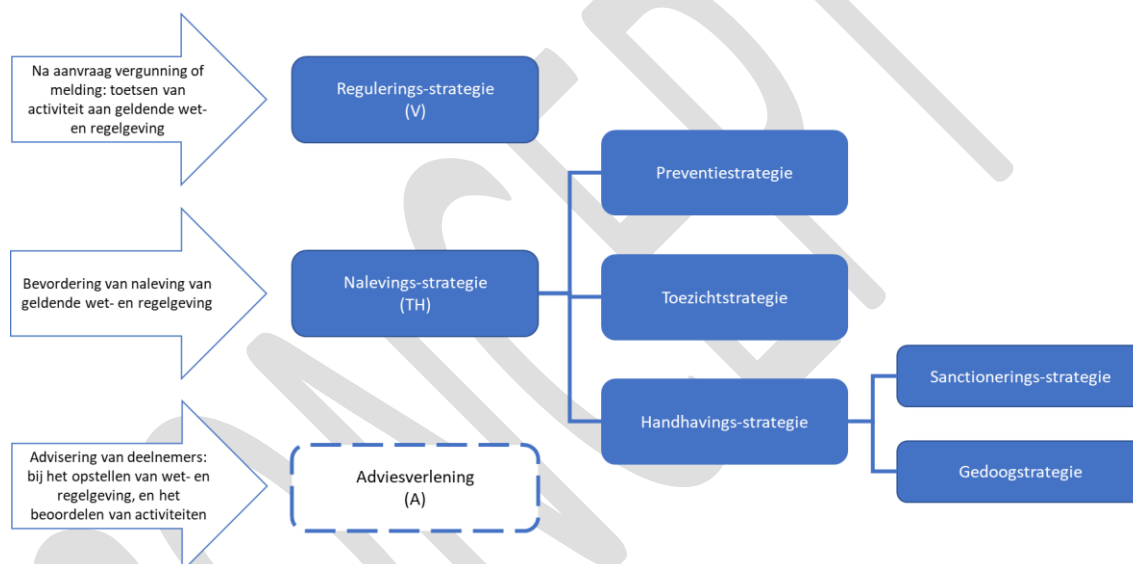 Na aanvraag vergunning of
melding: toetsen van
activiteit aan geldende wet-
en regelgeving
Regulerings-strategie
(V)
Preventiestrategie
Bevordering van naleving van
geldende wet- en regelgeving
Nalevings-strategie
(TH)
Toezichtstrategie
Handhavings-strategie
Sanctionerings-strategie
Gedoogstrategie
Advisering van deelnemers:
bij het opstellen van wet- en
regelgeving, en het
beoordelen van activiteiten
Adviesverlening
(A)